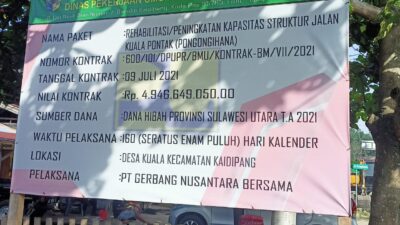 DINAS PEKERJAAN UMUM
NAMA PAKET :REHABILITASI/PENINGKATAN KAPASITAS STRUKTUR JALAN
KUALA PONTAK (PONGONGIHANA)
NOMOR KONTRAK :600/101/DPUPR/BMU/KONTRAK-BM/VII/2021
TANGGAL KONTRAK :09 JULI 2021
NILAI KONTRAK :Rp. 4.946.649.050.00
SUMBER DANA :DANA HIBAH PROVINSI SULAWESI UTARA T.A 2021
WAKTU PELAKSANA :160 (SERATUS ENAM PULUH) HARI KALENDER
LOKASI :DESA KUALA KECAMATAN KAIDIPANG
PELAKSANA :PT GERBANG NUSANTARA BERSAMA